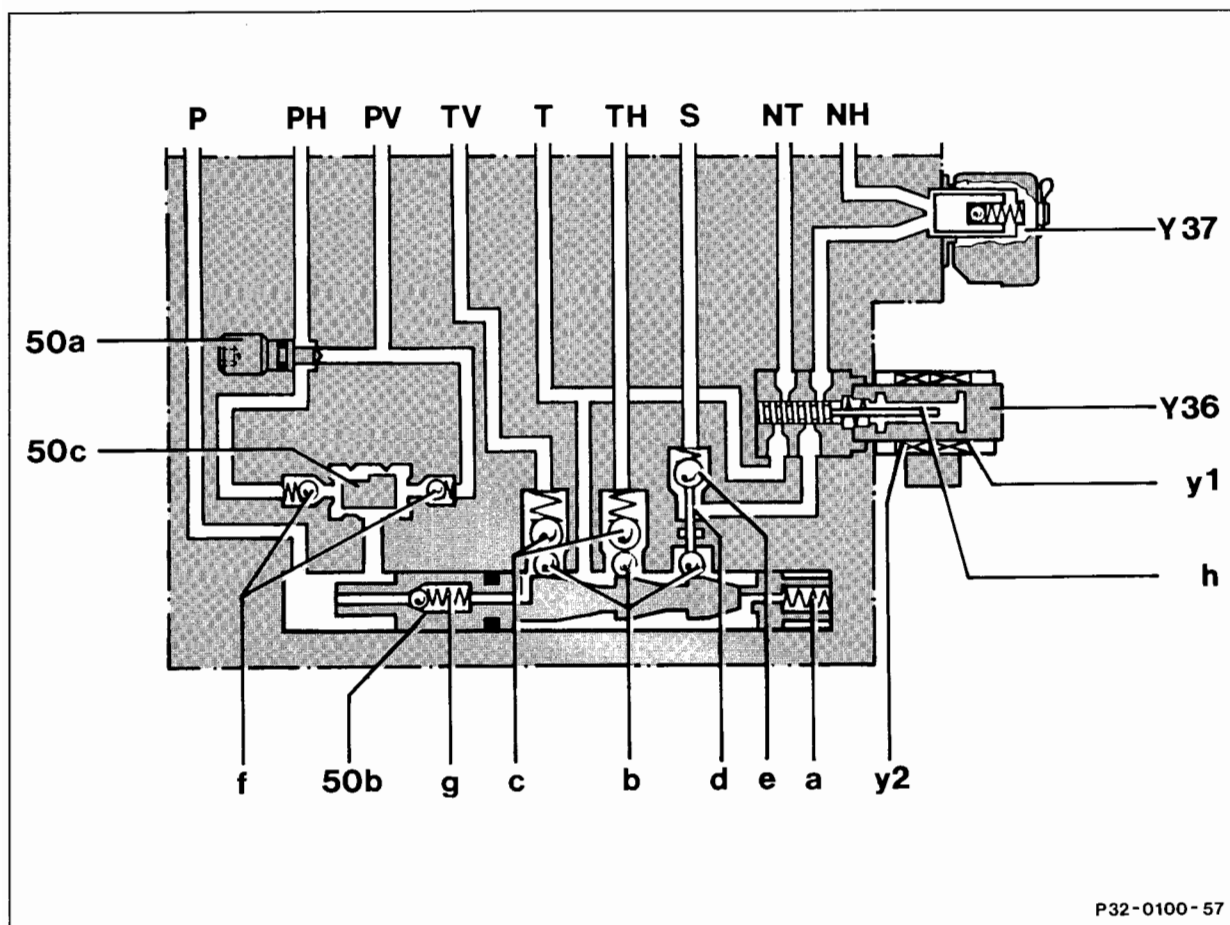 P PH PV TV T TH S NT NH
Y37
50a
Y36
50c
y1
h
f 50b g c b d e a y2
P32-0100-57